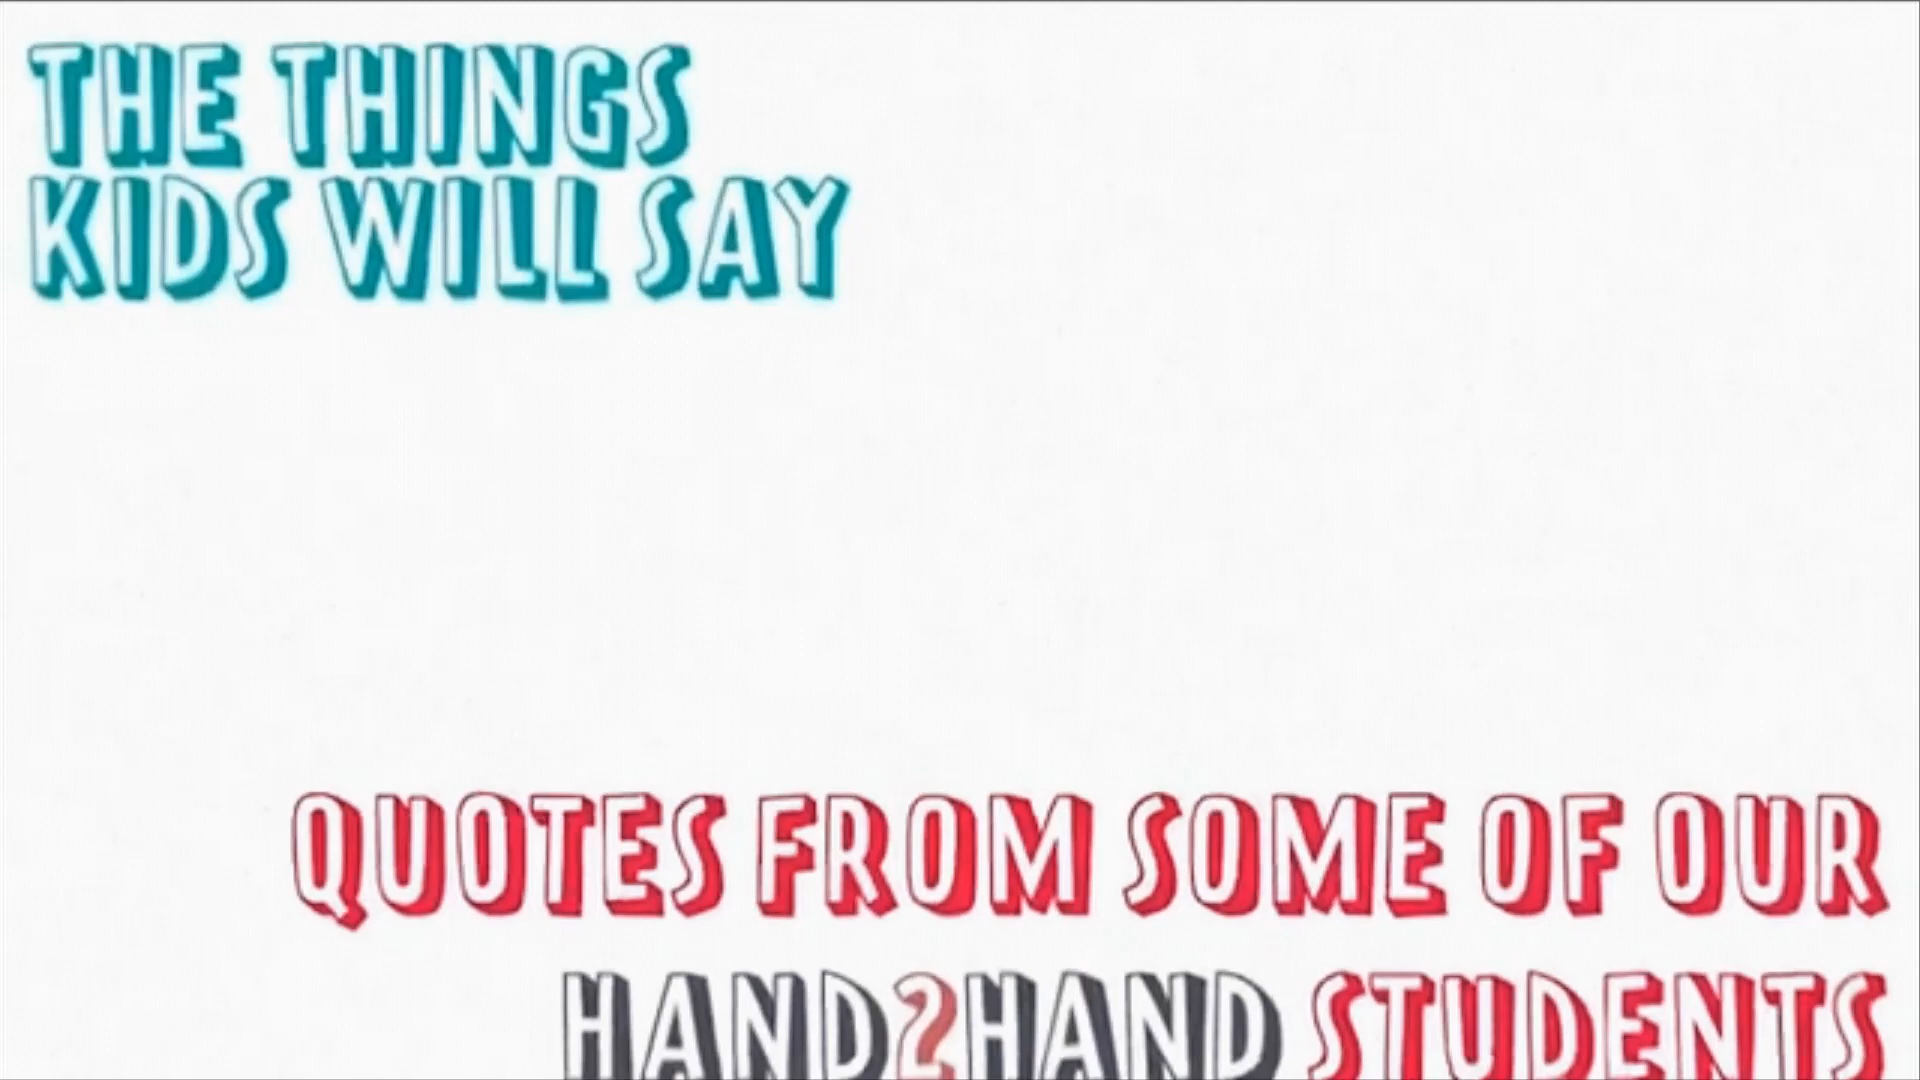 THE THINGS
KIDS WILL SAY
QUOTES FROM SOME OF OUR
HAND2HAND STUDENTS